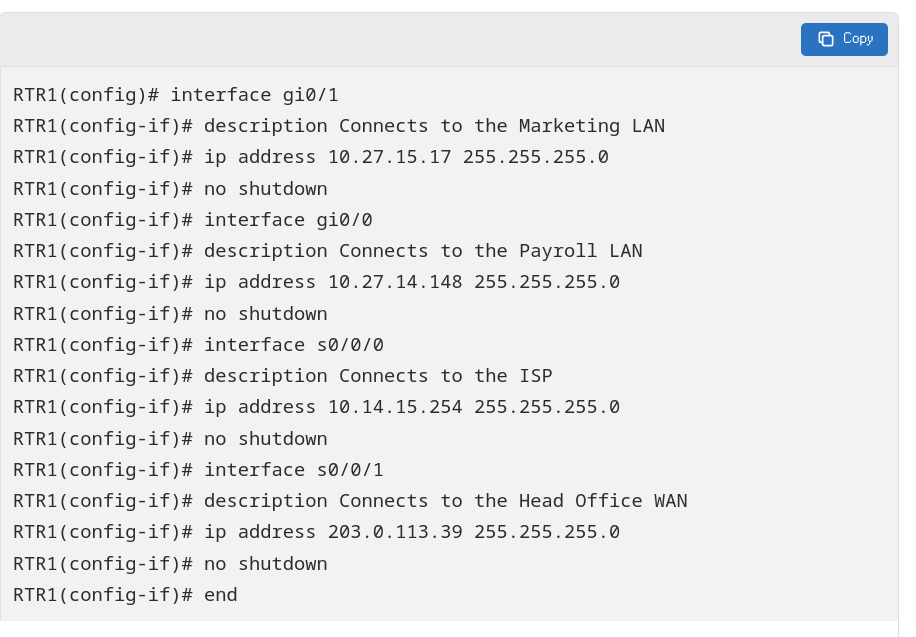 Copy
RTR1(config)# interface gi0/1
RTR1(config-if)# description Connects to the Marketing LAN
RTR1(config-if)# ip address 10.27.15.17 255.255.255.0
RTR1(config-if)# no shutdown
RTR1(config-if)# interface gi0/0
RTR1(config-if)# description Connects to the Payroll LAN
RTR1(config-if)# ip address 10.27.14.148 255.255.255.0
RTR1(config-if)# no shutdown
RTR1(config-if)# interface s0/0/0
RTR1(config-if)# description Connects to the ISP
RTR1(config-if)# ip address 10.14.15.254 255.255.255.0
RTR1(config-if)# no shutdown
RTR1(config-if)# interface s0/0/1
RTR1(config-if)# description Connects to the Head Office WAN
RTR1(config-if)# ip address 203.0.113.39 255.255.255.0
RTR1(config-if)# no shutdown
RTR1(config-if)# end